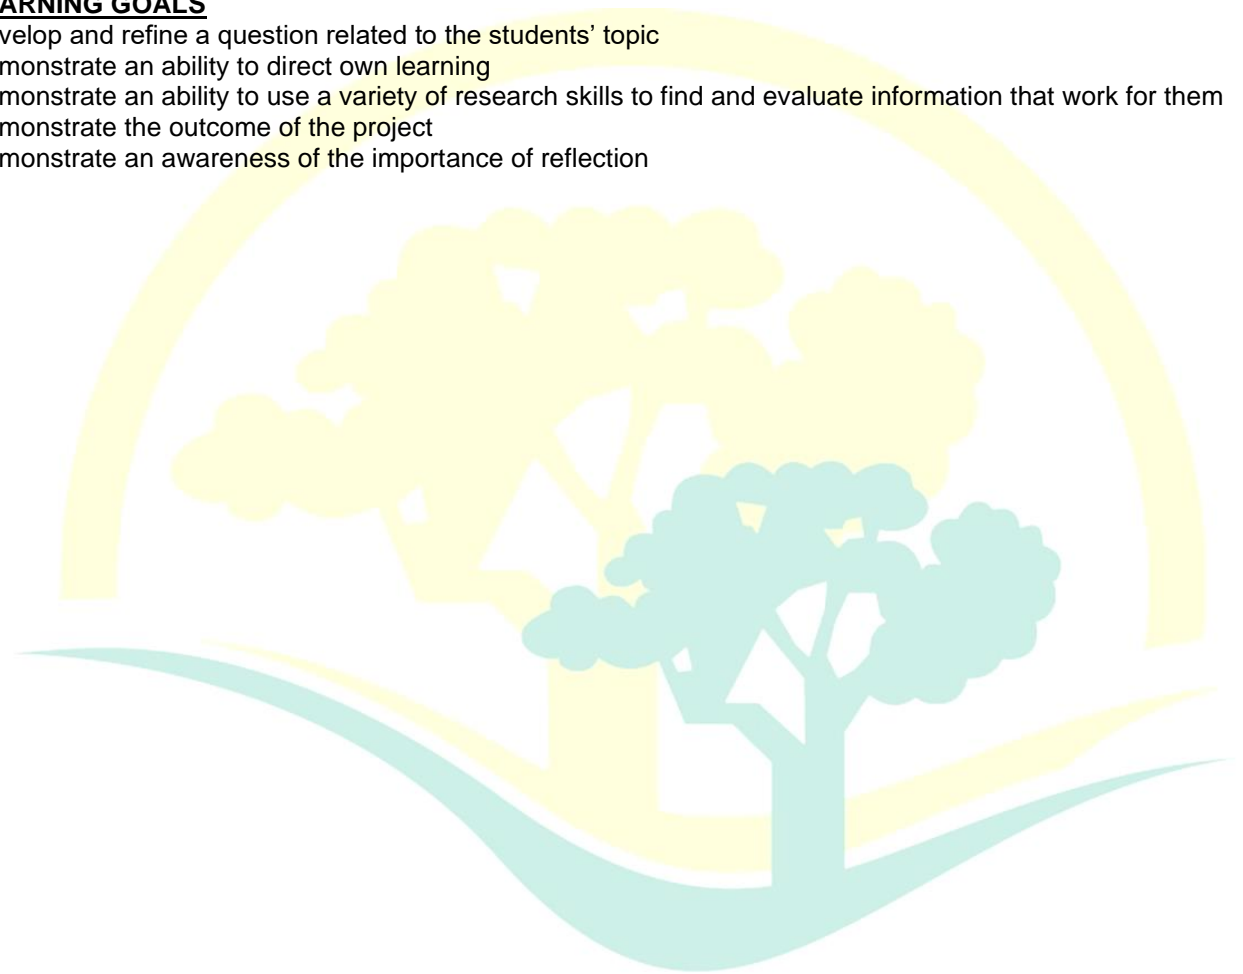 ARNING GOALS
velop and refine a question related to the students’ topic
monstrate an ability to direct own learning
monstrate an ability to use a variety of research skills to find and evaluate information that work for them
monstrate the outcome of the project
monstrate an awareness of the importance of reflection